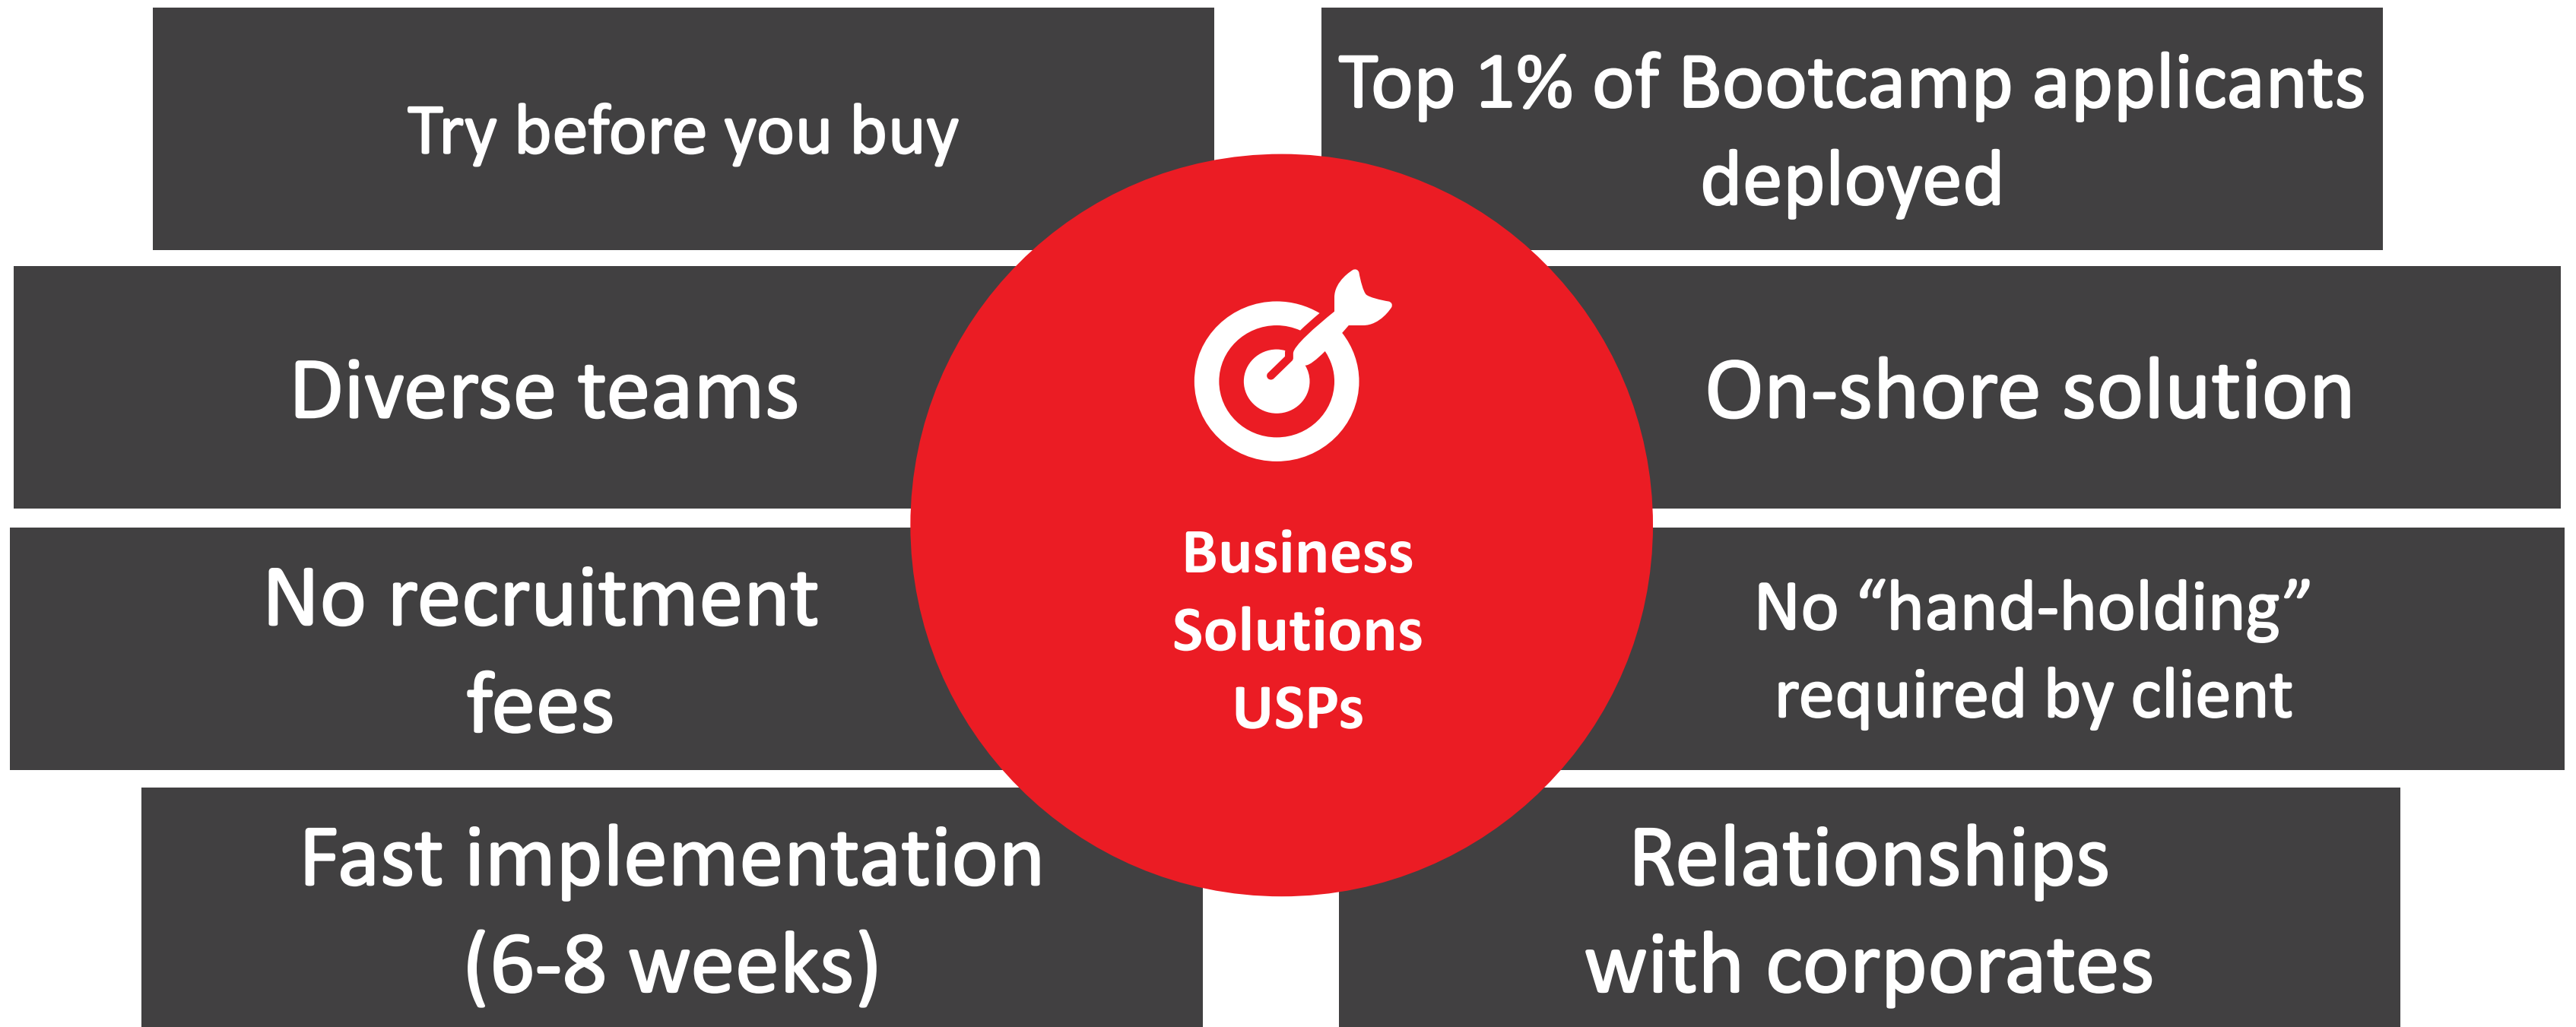 Try before you buy
Top 1% of Bootcamp applicants
deployed
Diverse teams
On-shore solution
No recruitment
fees
No “hand-holding”
required by client
Fast implementation
(6-8 weeks)
Relationships
with corporates
Business
Solutions
USPs